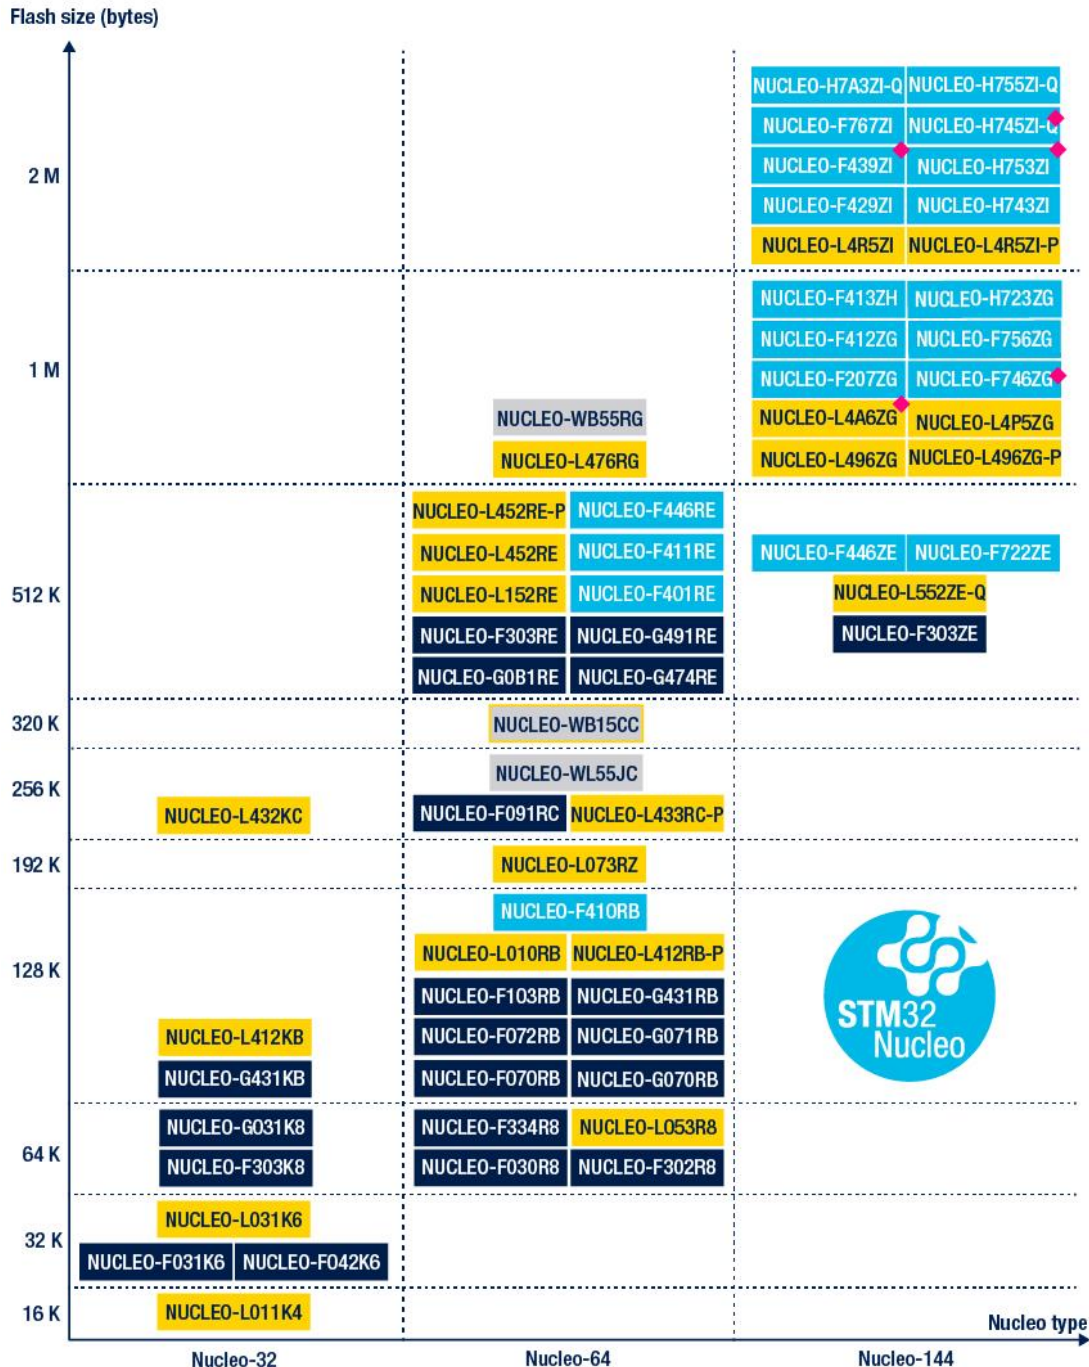 Flash size (bytes)
NUCLEO-H7A3ZI-Q NUCLEO-H755ZI-Q
NUCLEO-F767ZI NUCLEO-H745ZI-Q
2 M
NUCLEO-F439ZI NUCLEO-H753ZI
NUCLEO-F429ZI NUCLEO-H743ZI
NUCLEO-L4R5ZI NUCLEO-L4R5ZI-P
NUCLEO-F413ZH NUCLEO-H723ZG
NUCLEO-F412ZG NUCLEO-F756ZG
1 M
NUCLEO-F207ZG NUCLEO-F746ZG
NUCLEO-WB55RG NUCLEO-L4A6ZG NUCLEO-L4P5ZG
NUCLEO-L476RG NUCLEO-L496ZG NUCLEO-L496ZG-P
NUCLEO-L452RE-P NUCLEO-F446RE
NUCLEO-L452RE NUCLEO-F411RE NUCLEO-F446ZE NUCLEO-F722ZE
512 K NUCLEO-L152RE NUCLEO-F401RE NUCLEO-L552ZE-Q
NUCLEO-F303RE NUCLEO-G491RE NUCLEO-F303ZE
NUCLEO-G0B1RE NUCLEO-G474RE
320 K NUCLEO-WB15CC
256 K NUCLEO-WL55JC
NUCLEO-L432KC NUCLEO-F091RC NUCLEO-L433RC-P
192 K NUCLEO-L073RZ
NUCLEO-F410RB
128 K NUCLEO-L010RB NUCLEO-L412RB-P
NUCLEO-F103RB NUCLEO-G431RB
STM32
Nucleo
NUCLEO-L412KB NUCLEO-F072RB NUCLEO-G071RB
NUCLEO-G431KB NUCLEO-F070RB NUCLEO-G070RB
NUCLEO-G031K8 NUCLEO-F334R8 NUCLEO-L053R8
64 K
NUCLEO-F303K8 NUCLEO-F030R8 NUCLEO-F302R8
NUCLEO-L031K6
32 K
NUCLEO-F031K6 NUCLEO-F042K6
16 K NUCLEO-L011K4
Nucleo type
Nucleo-32 Nucleo-64 Nucleo-144